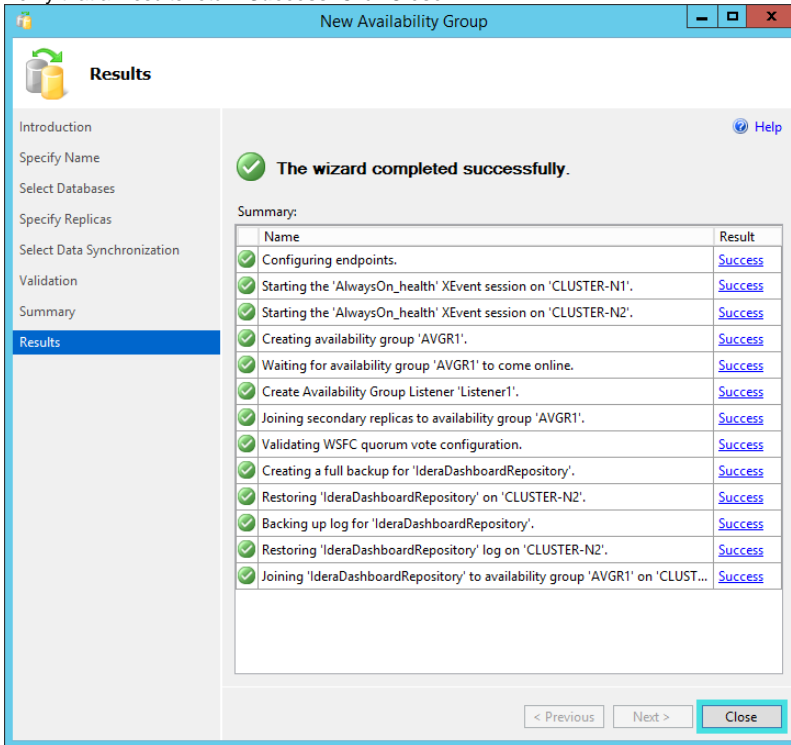 New Availability Group
Results
Introduction
Specify Name
Select Databases
Specify Replicas
Select Data Synchronization
Validation
Summary
Results
Help
The wizard completed successfully.
Summary:
Name Result
Configuring endpoints. Success
Starting the 'AlwaysOn_health' XEvent session on 'CLUSTER-N1'. Success
Starting the 'AlwaysOn_health' XEvent session on 'CLUSTER-N2'. Success
Creating availability group 'AVGR1'. Success
Waiting for availability group 'AVGR1' to come online. Success
Create Availability Group Listener 'Listener1'. Success
Joining secondary replicas to availability group 'AVGR1'. Success
Validating WSFC quorum vote configuration. Success
Creating a full backup for 'IderaDashboardRepository'. Success
Restoring 'IderaDashboardRepository' on 'CLUSTER-N2'. Success
Backing up log for 'IderaDashboardRepository'. Success
Restoring 'IderaDashboardRepository' log on 'CLUSTER-N2'. Success
Joining 'IderaDashboardRepository' to availability group 'AVGR1' on 'CLUST... Success
< Previous Next > Close